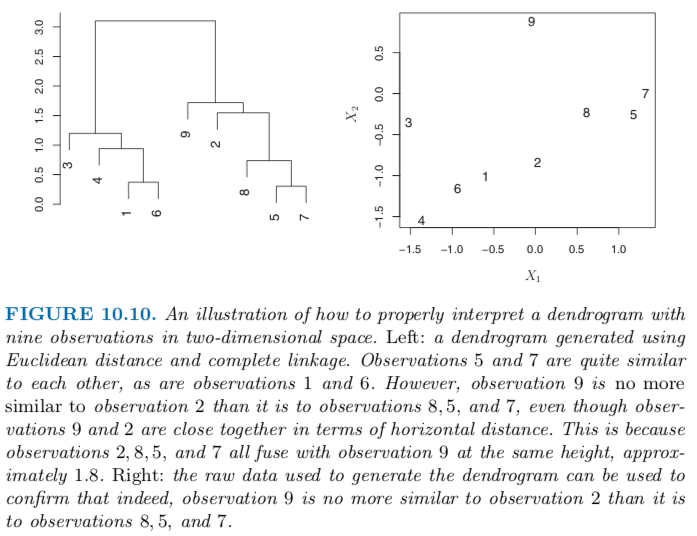 3.0
2.5
2.0
1.5
1.0
0.5
0.0
3
4
1
6
9
2
8
5
7
X2
0.5
0.0
−0.5
−1.0
−1.5
9
7
8
5
3
2
1
6
4
−1.5 −1.0 −0.5 0.0 0.5 1.0
X1
FIGURE 10.10. An illustration of how to properly interpret a dendrogram with
nine observations in two-dimensional space. Left: a dendrogram generated using
Euclidean distance and complete linkage. Observations 5 and 7 are quite similar
to each other, as are observations 1 and 6. However, observation 9 is no more
similar to observation 2 than it is to observations 8, 5, and 7, even though obser-
vations 9 and 2 are close together in terms of horizontal distance. This is because
observations 2, 8, 5, and 7 all fuse with observation 9 at the same height, approx-
imately 1.8. Right: the raw data used to generate the dendrogram can be used to
confirm that indeed, observation 9 is no more similar to observation 2 than it is
to observations 8, 5, and 7.